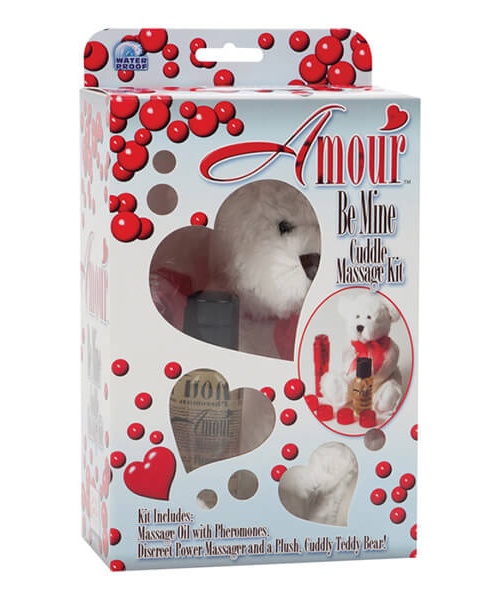 WATER
PROOF
Amour™
Be Mine
Cuddle
Massage Kit
Amour
Amour
Kit Includes:
Massage Oil with Pheromones,
Discreet Power Massager and a Plush, Cuddly Teddy Bear!